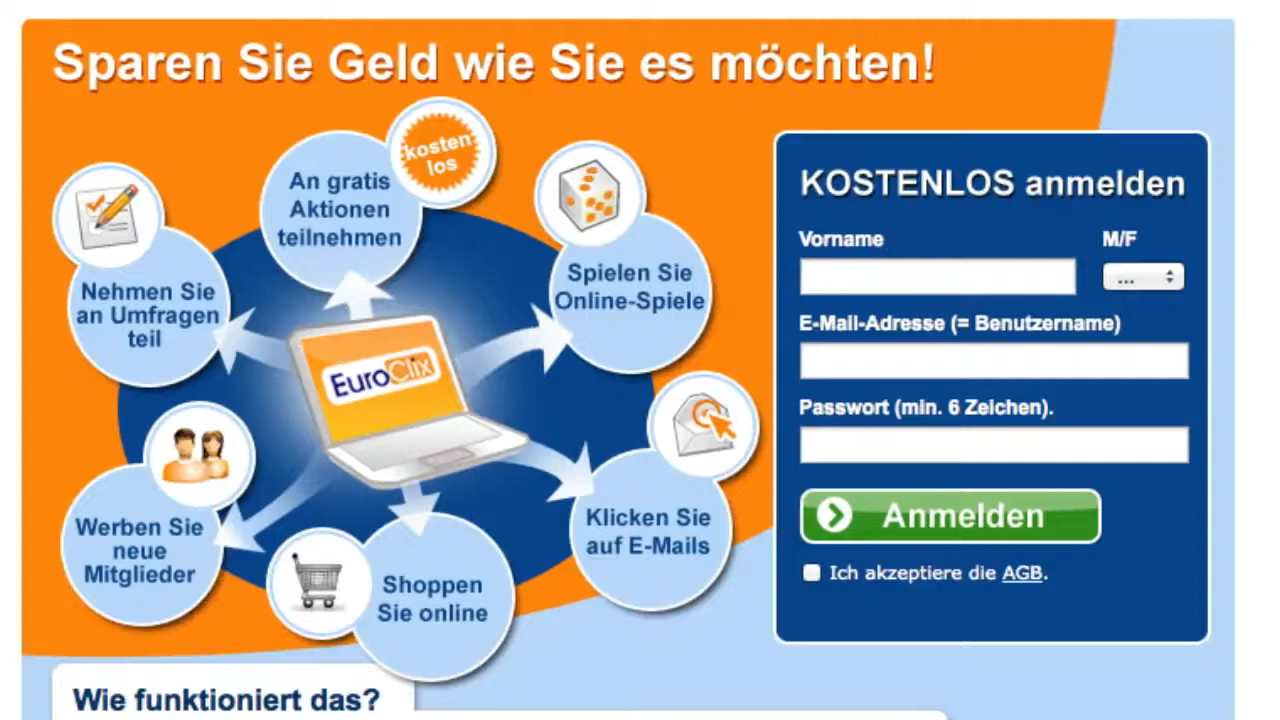 Sparen Sie Geld wie Sie es möchten!
kosten
los
An gratis
Aktionen
teilnehmen
Nehmen Sie
an Umfragen
teil
Spielen Sie
Online-Spiele
EuroClix
Werben Sie
neue
Mitglieder
Shoppen
Sie online
Klicken Sie
auf E-Mails
KOSTENLOS anmelden
Vorname
M/F
...
E-Mail-Adresse (= Benutzername)
Passwort (min. 6 Zeichen).
Anmelden
Ich akzeptiere die AGB.
Wie funktioniert das?